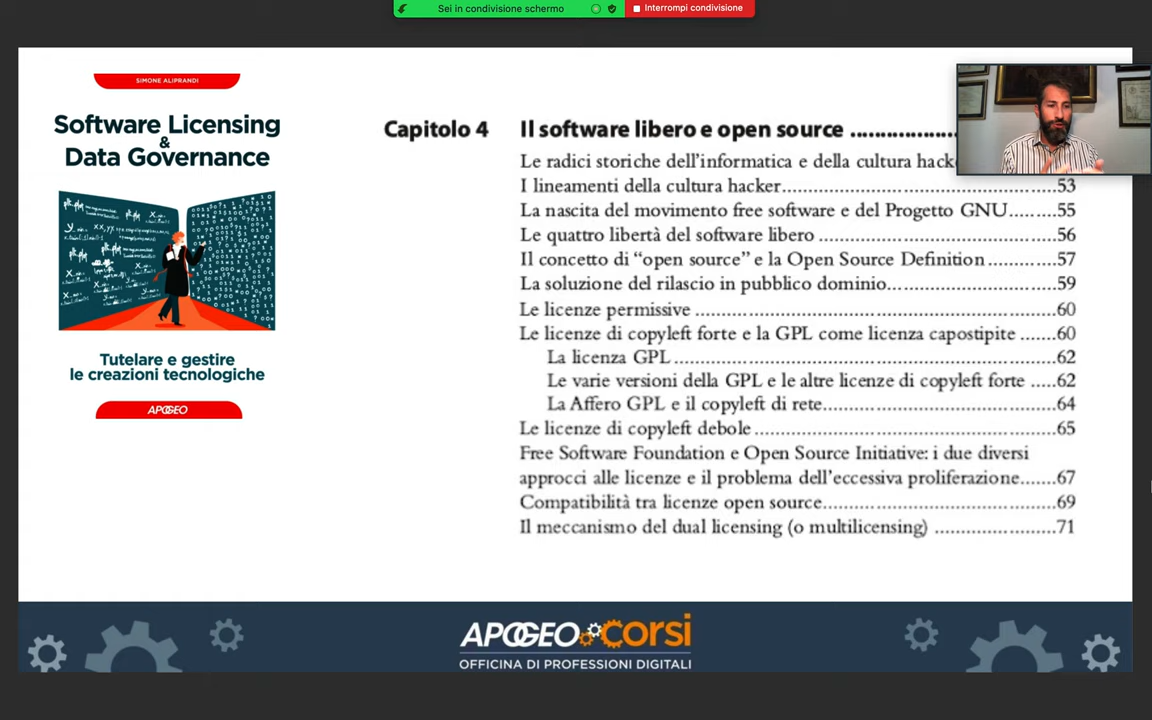 Sei in condivisione schermo
Interrompi condivisione
SIMONE ALIPRANDI
Software Licensing
&
Data Governance
Tutelare e gestire
le creazioni tecnologiche
APOGEO
Capitolo 4 Il software libero e open source ..................
Le radici storiche dell'informatica e della cultura hack
I lineamenti della cultura hacker.......................................................53
La nascita del movimento free software e del Progetto GNU.........55
Le quattro libertà del software libero ...............................................56
Il concetto di “open source” e la Open Source Definition.............57
La soluzione del rilascio in pubblico dominio.................................59
Le licenze permissive .......................................................................60
Le licenze di copyleft forte e la GPL come licenza capostipite .......60
La licenza GPL ...........................................................................62
Le varie versioni della GPL e le altre licenze di copyleft forte .....62
La Affero GPL e il copyleft di rete..............................................64
Le licenze di copyleft debole ...........................................................65
Free Software Foundation e Open Source Initiative: i due diversi
approcci alle licenze e il problema dell'eccessiva proliferazione.......67
Compatibilità tra licenze open source..............................................69
Il meccanismo del dual licensing (o multilicensing) .......................71
APOGEO CORSI
OFFICINA DI PROFESSIONI DIGITALI